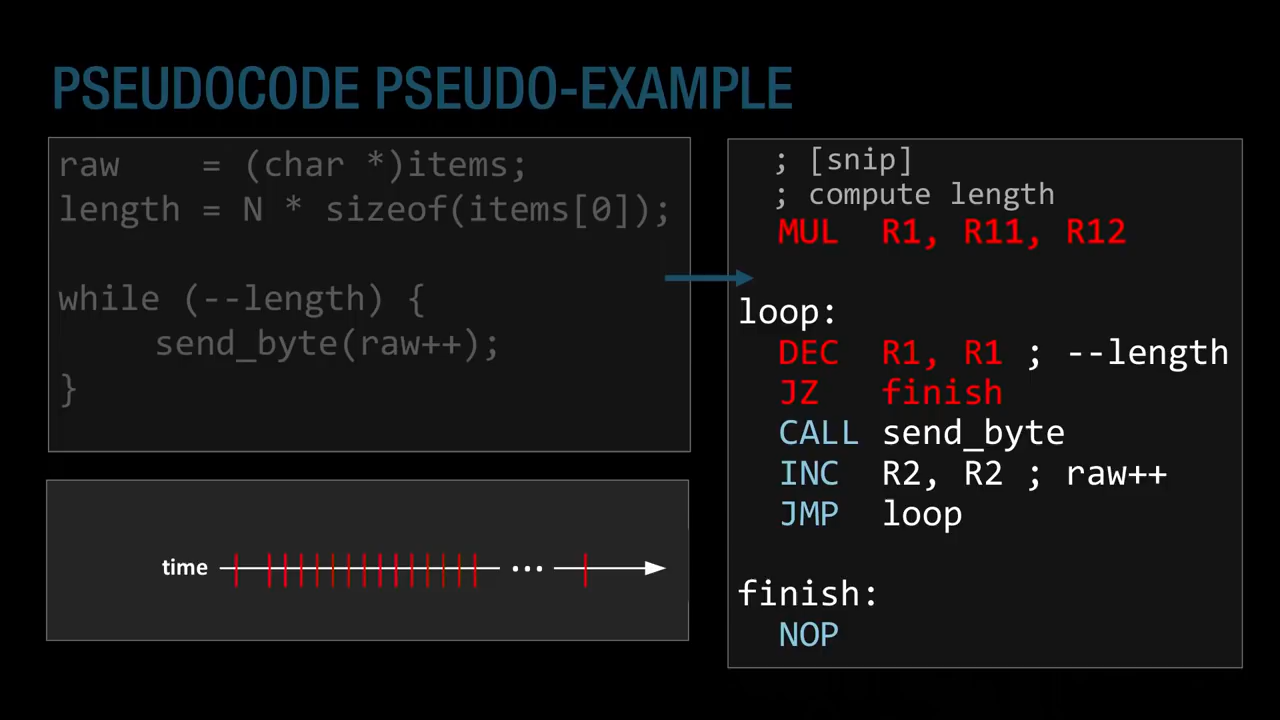 PSEUDOCODE PSEUDO-EXAMPLE
raw    = (char *)items;
length = N * sizeof(items[0]);
while (--length) {
send_byte(raw++);
}
time ...
; [snip]
; compute length
MUL R1, R11, R12
loop:
DEC R1, R1 ; --length
JZ finish
CALL send_byte
INC R2, R2 ; raw++
JMP loop
finish:
NOP